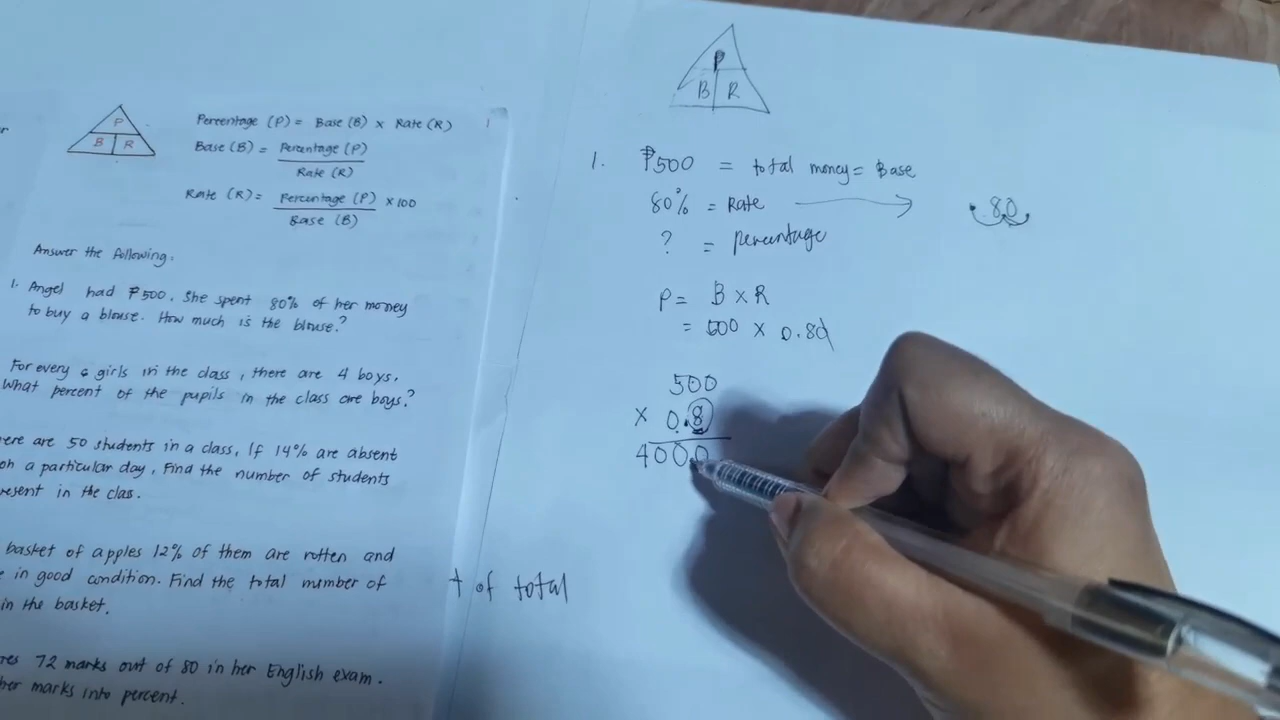 P
B R
Percentage (P) = Base (B) x Rate (R)
Base (B) = Percentage (P)
Rate (R)
Rate (R) = Percentage (P) x 100
Base (B)
Answer the following:
1. Angel had ₱500. She spent 80% of her money
to buy a blouse. How much is the blouse?
For every 6 girls in the class, there are 4 boys.
What percent of the pupils in the class are boys?
ere are 50 students in a class, If 14% are absent
on a particular day, Find the number of students
resent in the clas.
basket of apples 12% of them are rotten and
e in good condition. Find the total number of
in the basket.
res 72 marks out of 80 in her English exam.
her marks into percent.
t of total
P
B R
1. ₱500 = total money = Base
80% = Rate → .80
? = percentage
P = B x R
= 500 x 0.80
500
x 0.8
4000